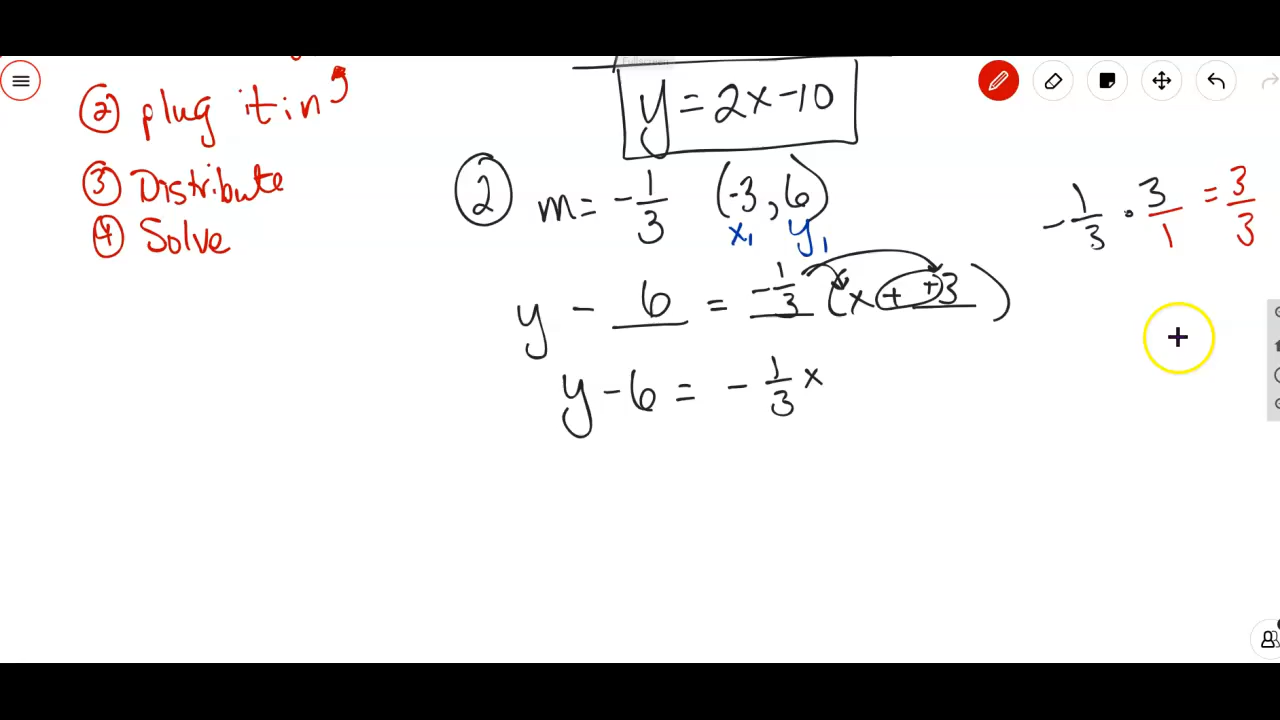 ② plug it in
③ Distribute
④ Solve
y = 2x - 10
② m = -1/3 (-3, 6)
x₁ y₁
y - 6 = -1/3 (x + +3)
y - 6 = -1/3 x
-1/3 · 3/1 = 3/3